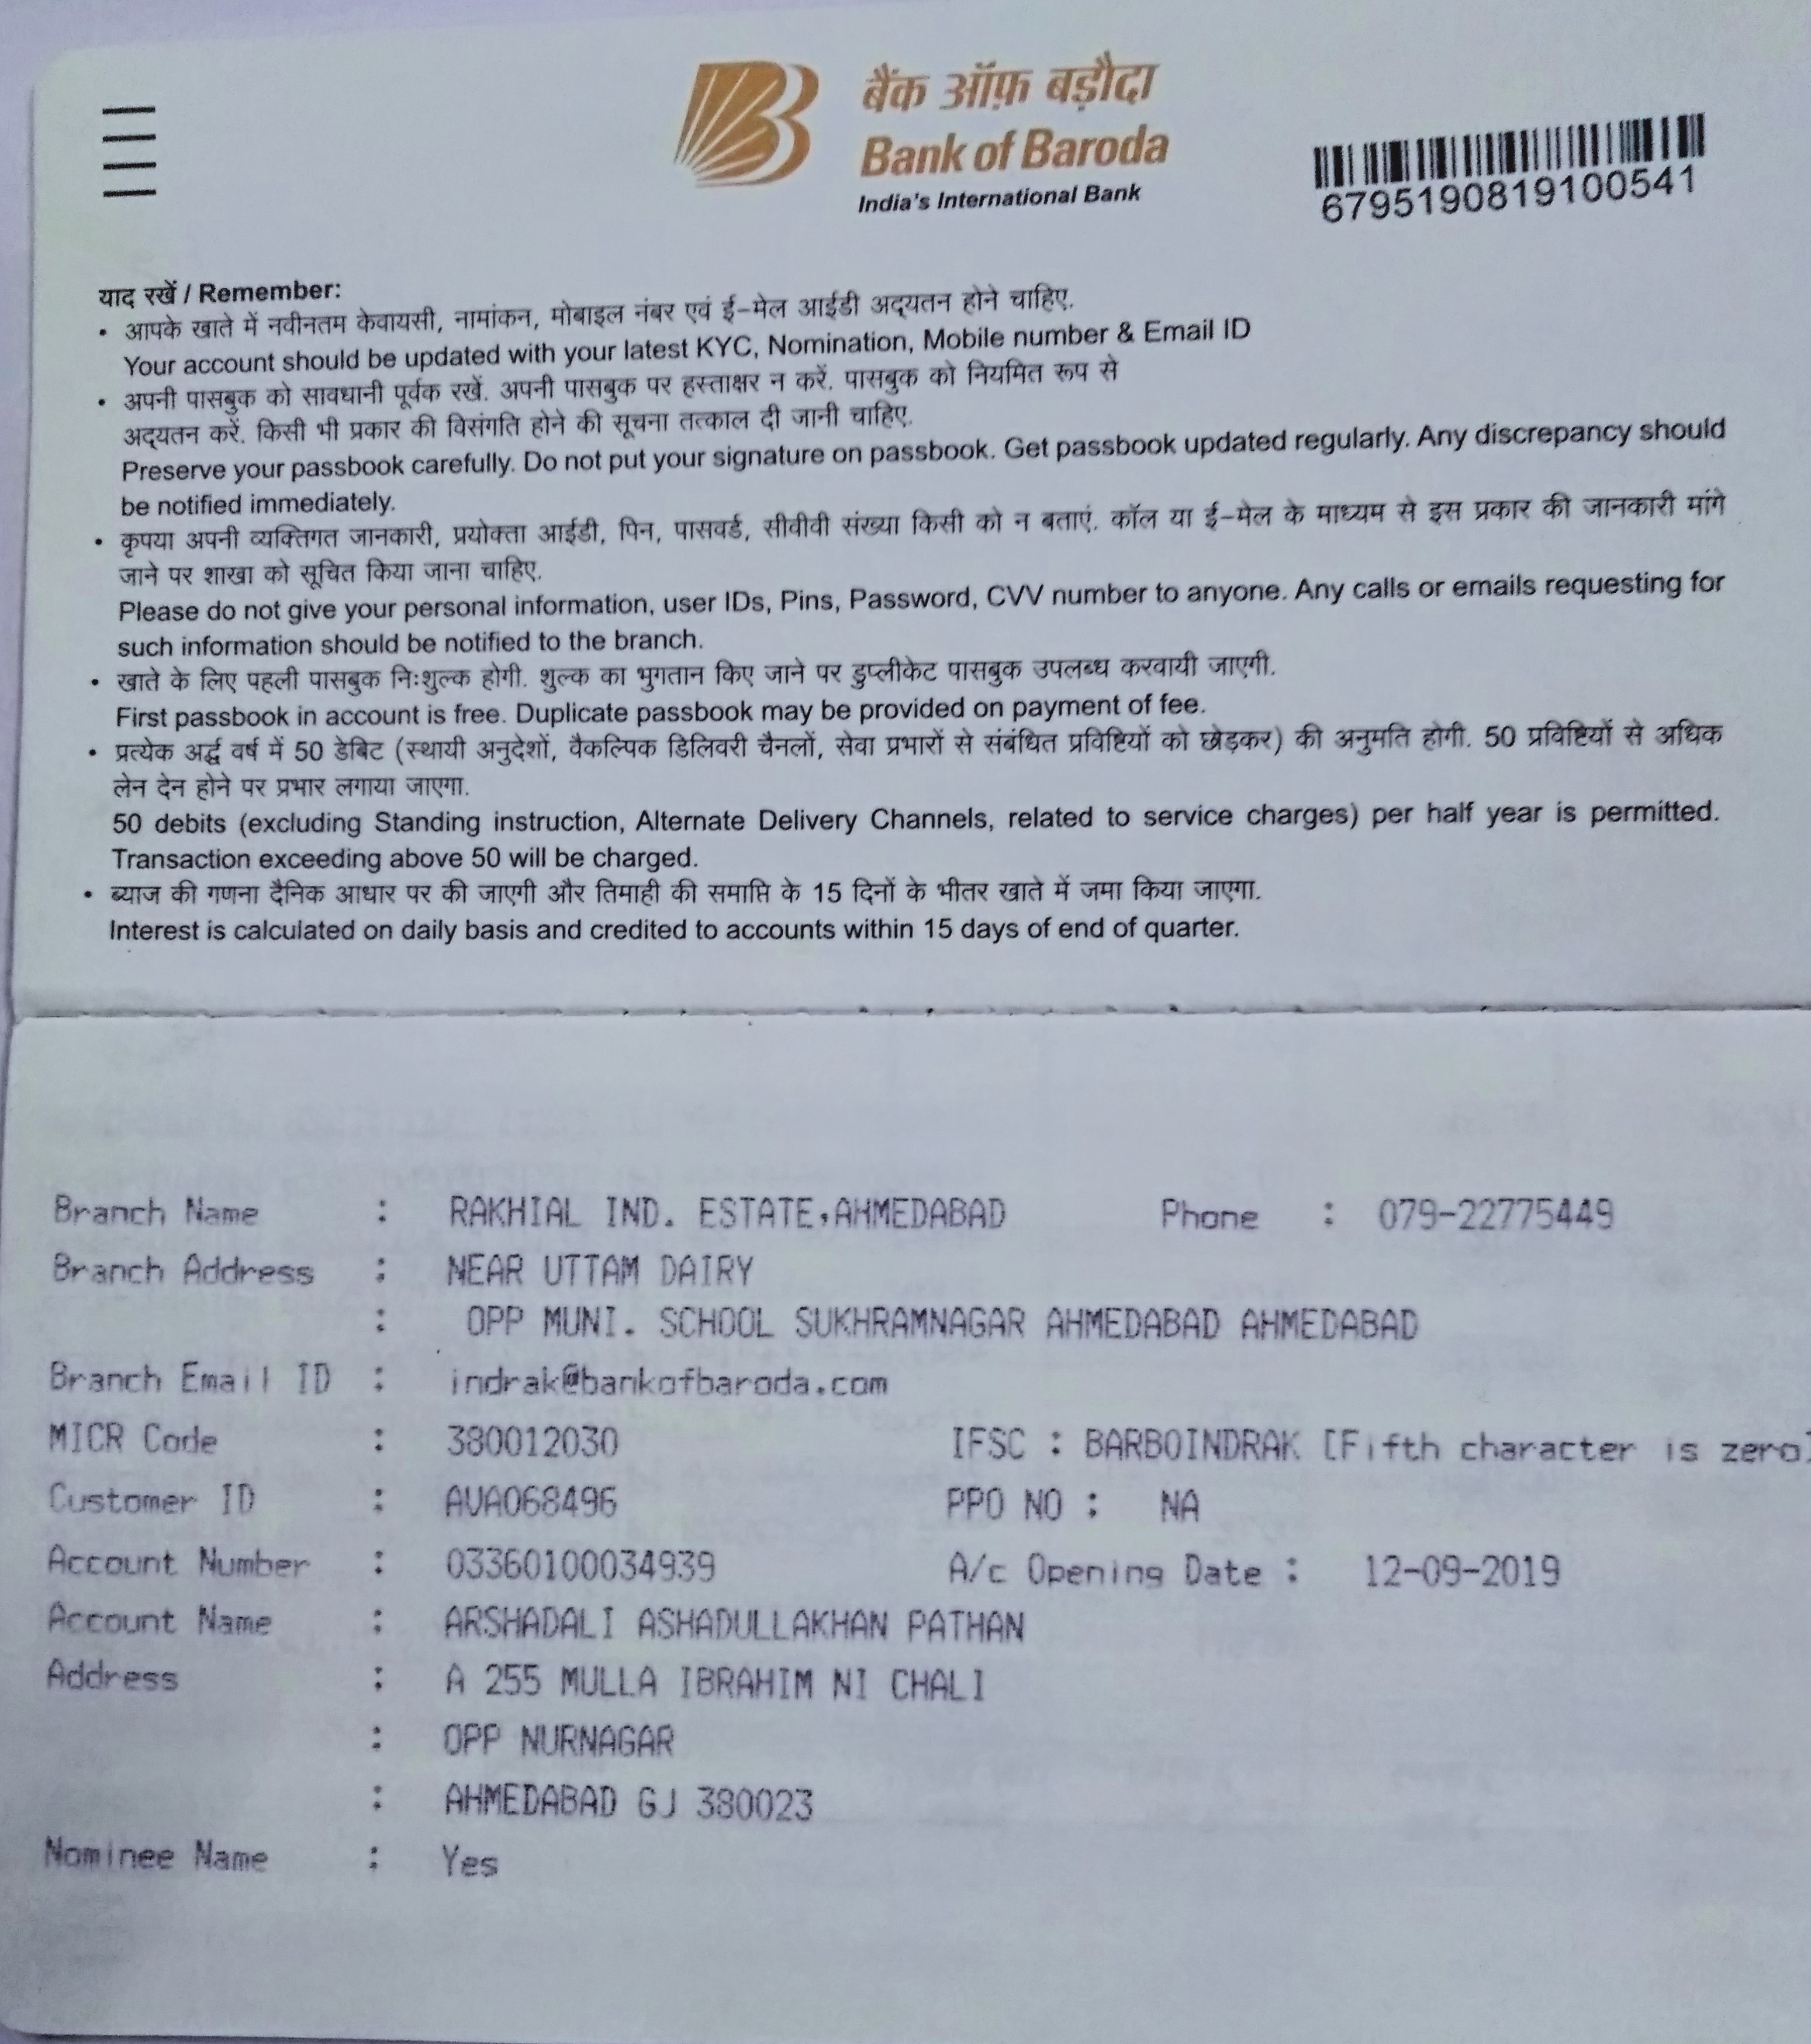 बैंक ऑफ़ बड़ौदा
Bank of Baroda
India's International Bank
6795190819100541
याद रखें / Remember:
• आपके खाते में नवीनतम केवायसी, नामांकन, मोबाइल नंबर एवं ई-मेल आईडी अद्यतन होने चाहिए.
Your account should be updated with your latest KYC, Nomination, Mobile number & Email ID
• अपनी पासबुक को सावधानी पूर्वक रखें. अपनी पासबुक पर हस्ताक्षर न करें. पासबुक को नियमित रूप से
अद्यतन करें. किसी भी प्रकार की विसंगति होने की सूचना तत्काल दी जानी चाहिए.
Preserve your passbook carefully. Do not put your signature on passbook. Get passbook updated regularly. Any discrepancy should
be notified immediately.
• कृपया अपनी व्यक्तिगत जानकारी, प्रयोक्ता आईडी, पिन, पासवर्ड, सीवीवी संख्या किसी को न बताएं. कॉल या ई-मेल के माध्यम से इस प्रकार की जानकारी मांगे
जाने पर शाखा को सूचित किया जाना चाहिए.
Please do not give your personal information, user IDs, Pins, Password, CVV number to anyone. Any calls or emails requesting for
such information should be notified to the branch.
• खाते के लिए पहली पासबुक निःशुल्क होगी. शुल्क का भुगतान किए जाने पर डुप्लीकेट पासबुक उपलब्ध करवायी जाएगी.
First passbook in account is free. Duplicate passbook may be provided on payment of fee.
• प्रत्येक अर्द्ध वर्ष में 50 डेबिट (स्थायी अनुदेशों, वैकल्पिक डिलिवरी चैनलों, सेवा प्रभारों से संबंधित प्रविष्टियों को छोड़कर) की अनुमति होगी. 50 प्रविष्टियों से अधिक
लेन देन होने पर प्रभार लगाया जाएगा.
50 debits (excluding Standing instruction, Alternate Delivery Channels, related to service charges) per half year is permitted.
Transaction exceeding above 50 will be charged.
• ब्याज की गणना दैनिक आधार पर की जाएगी और तिमाही की समाप्ति के 15 दिनों के भीतर खाते में जमा किया जाएगा.
Interest is calculated on daily basis and credited to accounts within 15 days of end of quarter.
Branch Name : RAKHIAL IND. ESTATE,AHMEDABAD Phone : 079-22775449
Branch Address : NEAR UTTAM DAIRY
: OPP MUNI. SCHOOL SUKHRAMNAGAR AHMEDABAD AHMEDABAD
Branch Email ID : indrak@bankofbaroda.com
MICR Code : 380012030 IFSC : BARB0INDRAK [Fifth character is zero]
Customer ID : AVA068496 PPO NO : NA
Account Number : 03360100034939 A/c Opening Date : 12-09-2019
Account Name : ARSHADALI ASHADULLAKHAN PATHAN
Address : A 255 MULLA IBRAHIM NI CHALI
: OPP NURNAGAR
: AHMEDABAD GJ 380023
Nominee Name : Yes